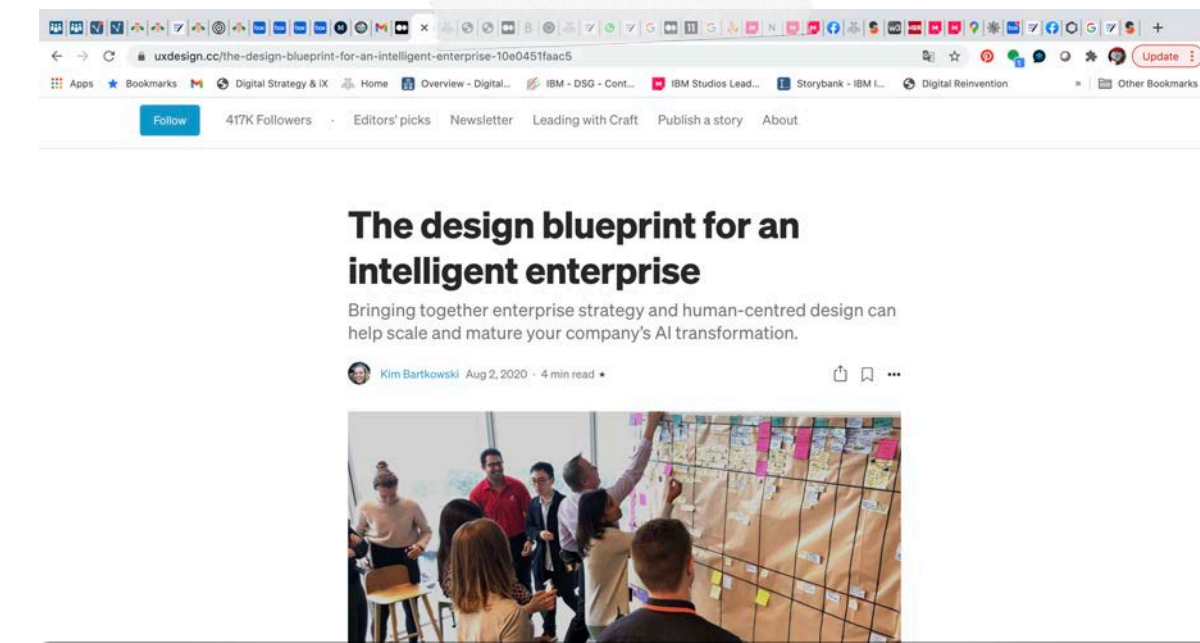 uxdesign.cc/the-design-blueprint-for-an-intelligent-enterprise-10e0451faac5
Update
Apps Bookmarks Digital Strategy & iX Home Overview - Digital... IBM - DSG - Cont... IBM Studios Lead... Storybank - IBM I... Digital Reinvention » Other Bookmarks
Follow 417K Followers · Editors' picks Newsletter Leading with Craft Publish a story About
The design blueprint for an
intelligent enterprise
Bringing together enterprise strategy and human-centred design can
help scale and mature your company's AI transformation.
Kim Bartkowski Aug 2, 2020 · 4 min read